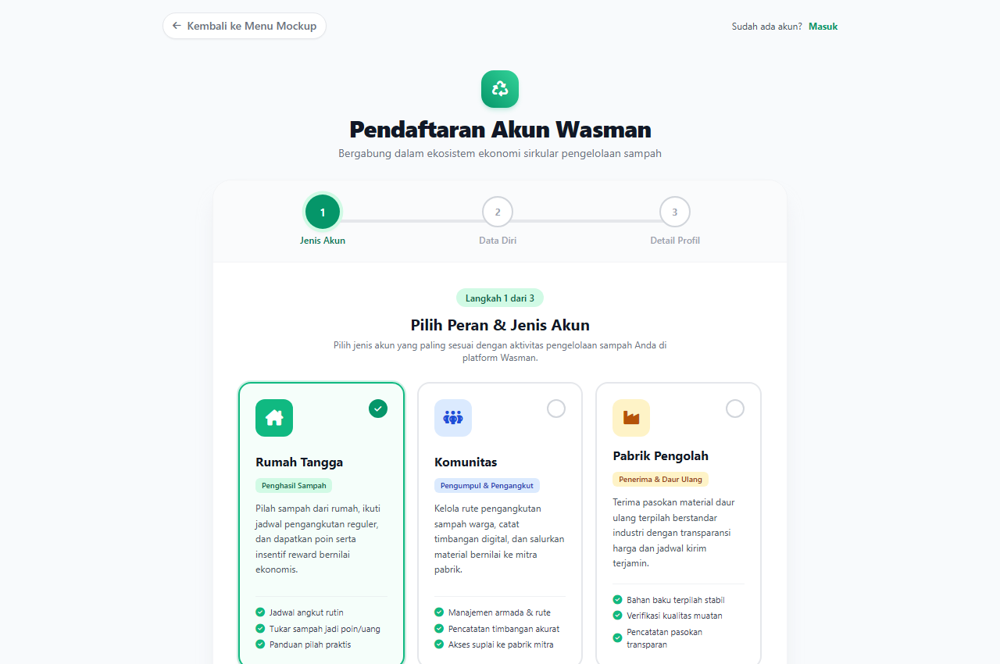 Kembali ke Menu Mockup
Sudah ada akun? Masuk
Pendaftaran Akun Wasman
Bergabung dalam ekosistem ekonomi sirkular pengelolaan sampah
1
Jenis Akun
2
Data Diri
3
Detail Profil
Langkah 1 dari 3
Pilih Peran & Jenis Akun
Pilih jenis akun yang paling sesuai dengan aktivitas pengelolaan sampah Anda di
platform Wasman.
Rumah Tangga
Penghasil Sampah
Pilah sampah dari rumah, ikuti
jadwal pengangkutan reguler,
dan dapatkan poin serta
insentif reward bernilai
ekonomis.
Jadwal angkut rutin
Tukar sampah jadi poin/uang
Panduan pilah praktis
Komunitas
Pengumpul & Pengangkut
Kelola rute pengangkutan
sampah warga, catat
timbangan digital, dan salurkan
material bernilai ke mitra
pabrik.
Manajemen armada & rute
Pencatatan timbangan akurat
Akses suplai ke pabrik mitra
Pabrik Pengolah
Penerima & Daur Ulang
Terima pasokan material daur
ulang terpilah berstandar
industri dengan transparansi
harga dan jadwal kirim
terjamin.
Bahan baku terpilah stabil
Verifikasi kualitas muatan
Pencatatan pasokan
transparan